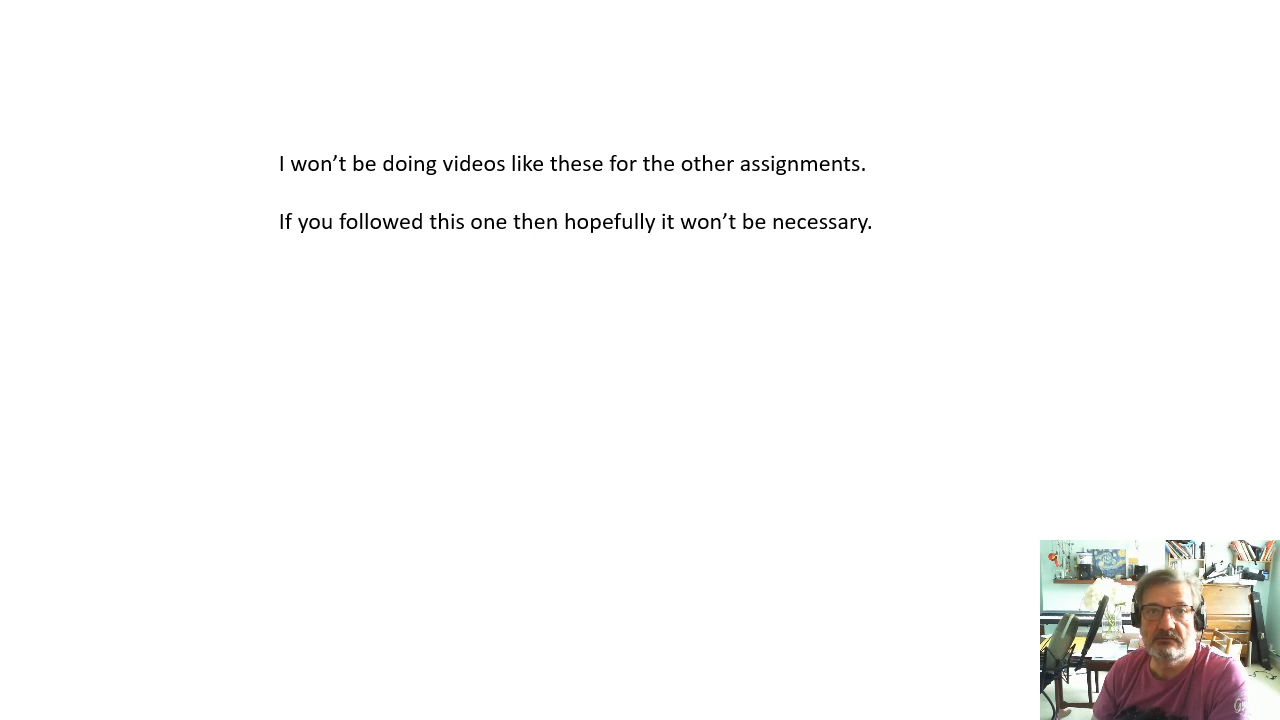 I won’t be doing videos like these for the other assignments.
If you followed this one then hopefully it won’t be necessary.